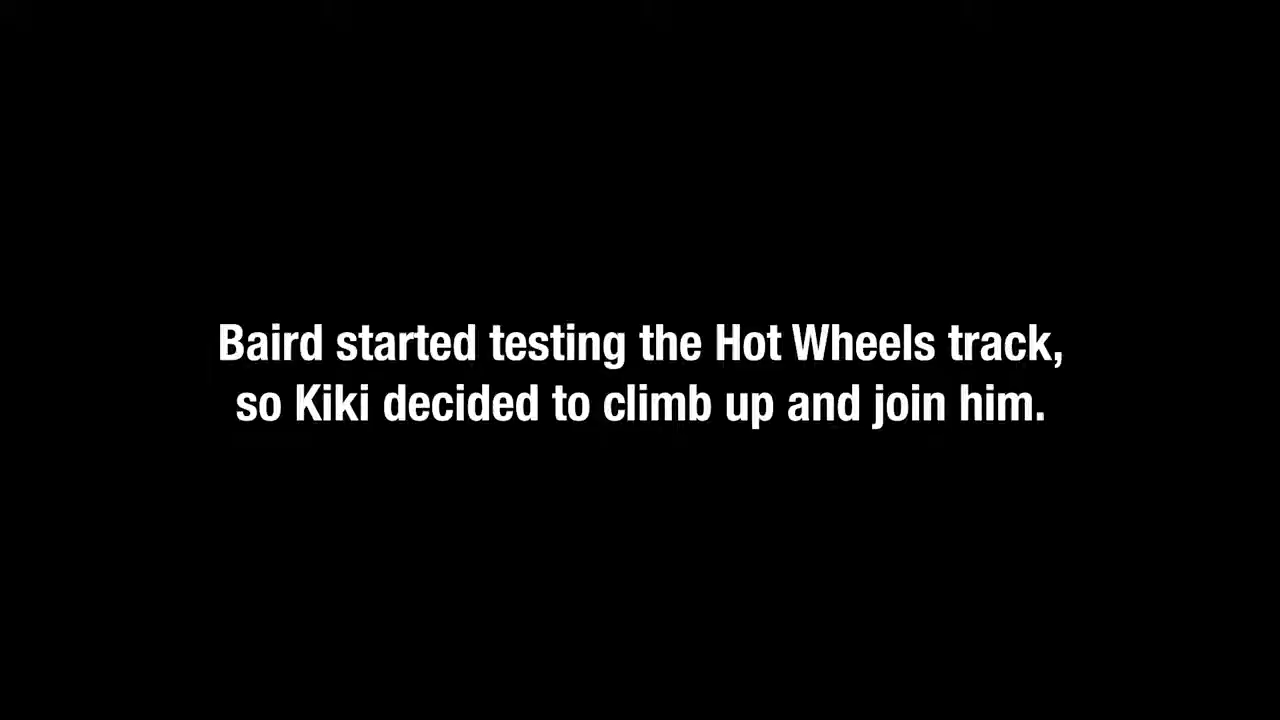 Baird started testing the Hot Wheels track,
so Kiki decided to climb up and join him.